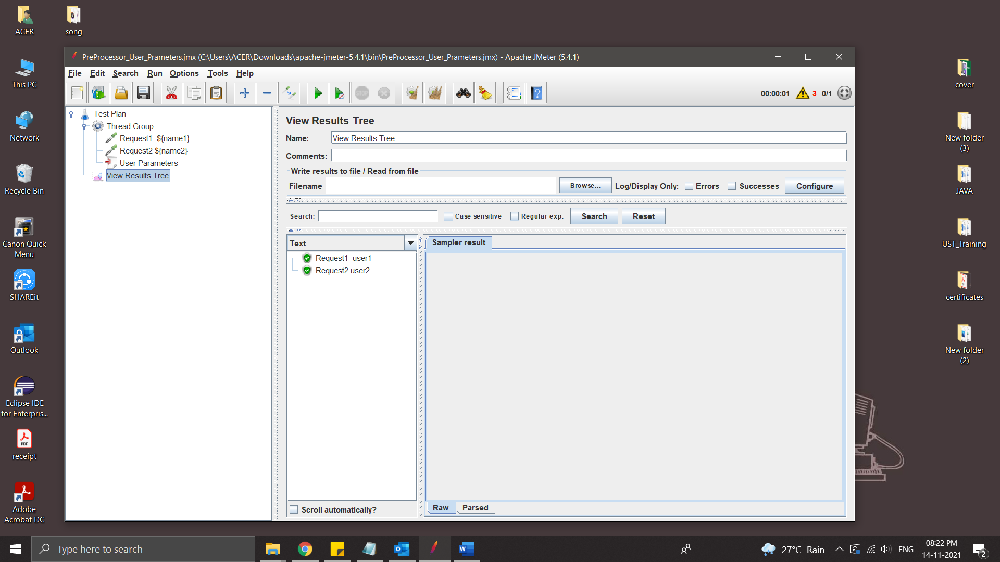 ACER
song
This PC
Network
Recycle Bin
Canon Quick
Menu
SHAREit
Outlook
Eclipse IDE
for Enterpris...
receipt
Adobe
Acrobat DC
PreProcessor_User_Prameters.jmx (C:\Users\ACER\Downloads\apache-jmeter-5.4.1\bin\PreProcessor_User_Prameters.jmx) - Apache JMeter (5.4.1)
File Edit Search Run Options Tools Help
STOP
00:00:01 3 0/1
Test Plan
Thread Group
Request1 ${name1}
Request2 ${name2}
User Parameters
View Results Tree
View Results Tree
Name: View Results Tree
Comments:
Write results to file / Read from file
Filename Browse... Log/Display Only: Errors Successes Configure
Search: Case sensitive Regular exp. Search Reset
Text
Request1 user1
Request2 user2
Scroll automatically?
Sampler result
Raw Parsed
cover
New folder
(3)
JAVA
UST_Training
certificates
New folder
(2)
Type here to search
27°C Rain
ENG
08:22 PM
14-11-2021
2